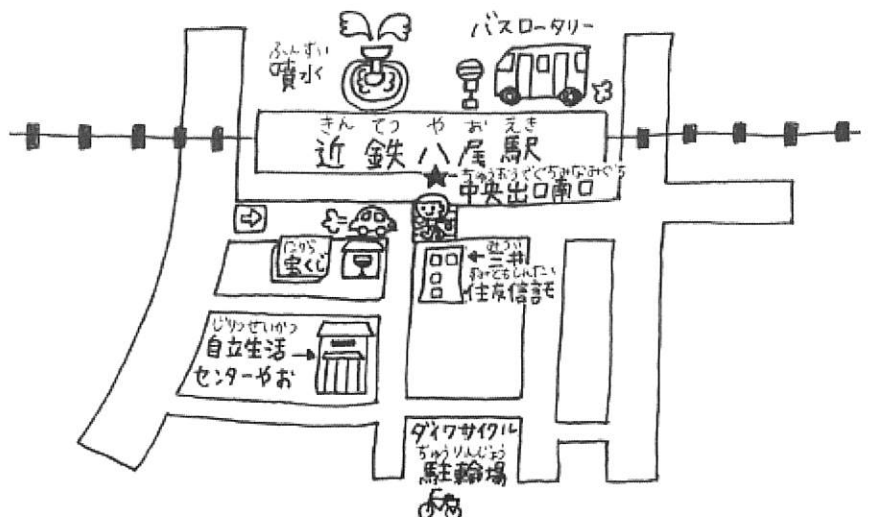 バスロータリー
ふんすい
噴水
きん てつ や お えき
近鉄八尾駅
★ちゅうおうでぐちみなみぐち
中央出口南口
⇨
たから
宝くじ
みつい
←三井
すみともしんたく
住友信託
じりつせいかつ
自立生活→
センターやお
ダイワサイクル
ちゅうりんじょう
駐輪場